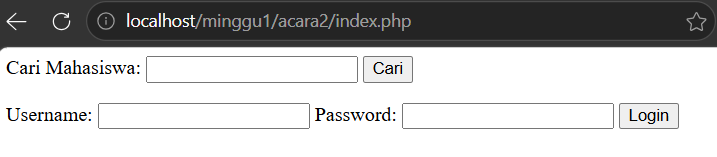 localhost/minggu1/acara2/index.php
Cari Mahasiswa: Cari
Username: Password: Login